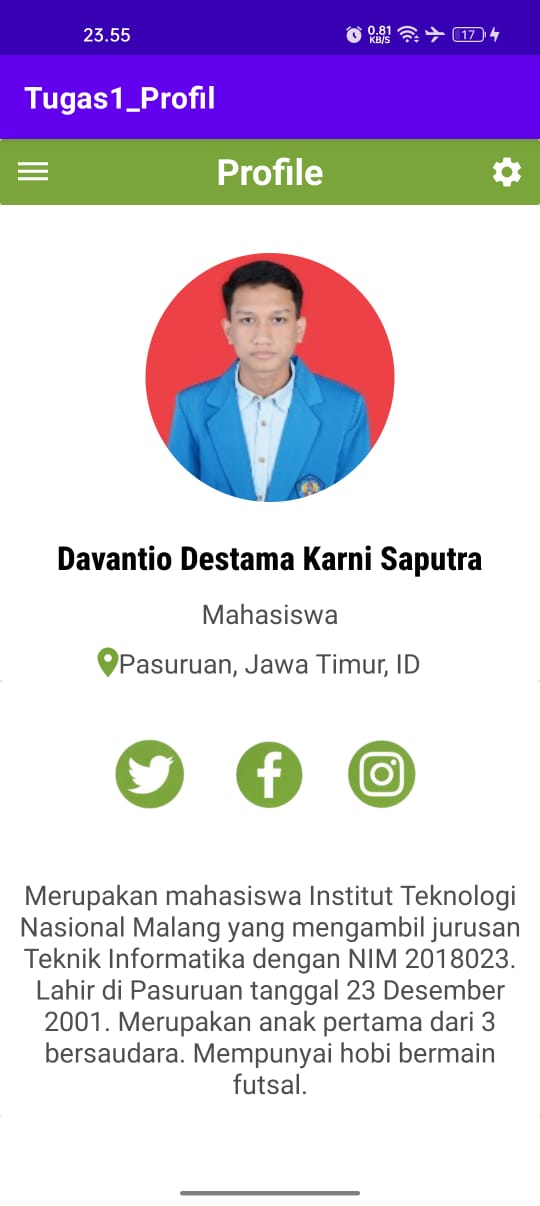 23.55
0.81
KB/S
17
Tugas1_Profil
Profile
Davantio Destama Karni Saputra
Mahasiswa
Pasuruan, Jawa Timur, ID
Merupakan mahasiswa Institut Teknologi
Nasional Malang yang mengambil jurusan
Teknik Informatika dengan NIM 2018023.
Lahir di Pasuruan tanggal 23 Desember
2001. Merupakan anak pertama dari 3
bersaudara. Mempunyai hobi bermain
futsal.